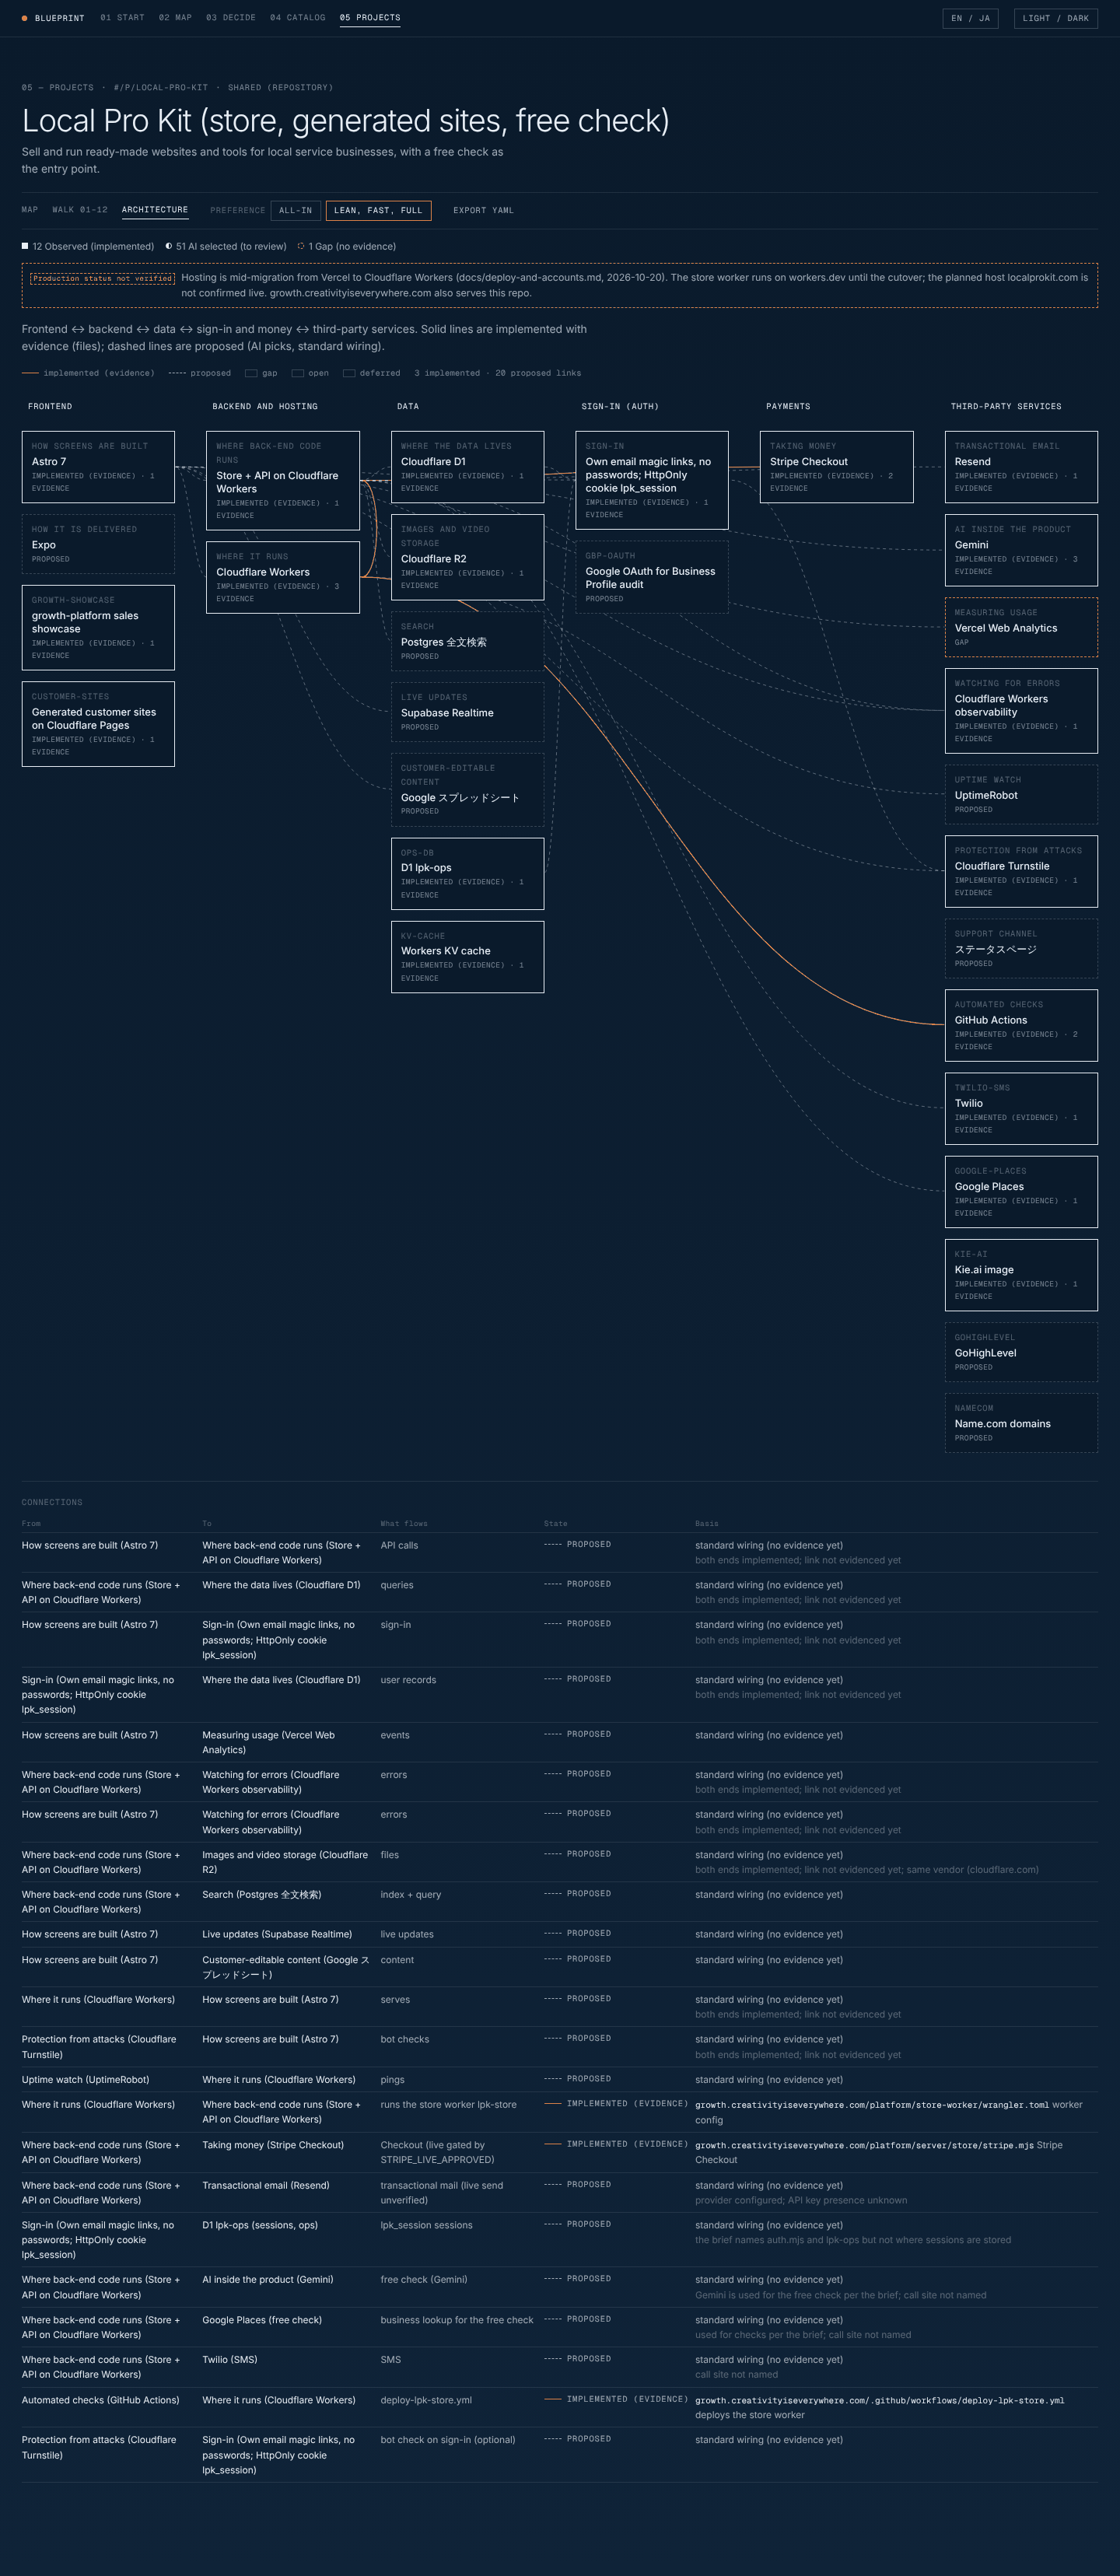 BLUEPRINT 01 START 02 MAP 03 DECIDE 04 CATALOG 05 PROJECTS EN / JA LIGHT / DARK
05 — PROJECTS · #/P/LOCAL-PRO-KIT · SHARED (REPOSITORY)
Local Pro Kit (store, generated sites, free check)
Sell and run ready-made websites and tools for local service businesses, with a free check as
the entry point.
MAP WALK 01–12 ARCHITECTURE PREFERENCE ALL-IN LEAN, FAST, FULL EXPORT YAML
12 Observed (implemented) 51 AI selected (to review) 1 Gap (no evidence)
Production status not verified Hosting is mid-migration from Vercel to Cloudflare Workers (docs/deploy-and-accounts.md, 2026-10-20). The store worker runs on workers.dev until the cutover; the planned host localprokit.com is
not confirmed live. growth.creativityiseverywhere.com also serves this repo.
Frontend ↔ backend ↔ data ↔ sign-in and money ↔ third-party services. Solid lines are implemented with
evidence (files); dashed lines are proposed (AI picks, standard wiring).
implemented (evidence) proposed gap open deferred 3 implemented · 20 proposed links
FRONTEND
HOW SCREENS ARE BUILT
Astro 7
IMPLEMENTED (EVIDENCE) · 1
EVIDENCE
HOW IT IS DELIVERED
Expo
PROPOSED
GROWTH-SHOWCASE
growth-platform sales
showcase
IMPLEMENTED (EVIDENCE) · 1
EVIDENCE
CUSTOMER-SITES
Generated customer sites
on Cloudflare Pages
IMPLEMENTED (EVIDENCE) · 1
EVIDENCE
BACKEND AND HOSTING
WHERE BACK-END CODE
RUNS
Store + API on Cloudflare
Workers
IMPLEMENTED (EVIDENCE) · 1
EVIDENCE
WHERE IT RUNS
Cloudflare Workers
IMPLEMENTED (EVIDENCE) · 3
EVIDENCE
DATA
WHERE THE DATA LIVES
Cloudflare D1
IMPLEMENTED (EVIDENCE) · 1
EVIDENCE
IMAGES AND VIDEO
STORAGE
Cloudflare R2
IMPLEMENTED (EVIDENCE) · 1
EVIDENCE
SEARCH
Postgres 全文検索
PROPOSED
LIVE UPDATES
Supabase Realtime
PROPOSED
CUSTOMER-EDITABLE
CONTENT
Google スプレッドシート
PROPOSED
OPS-DB
D1 lpk-ops
IMPLEMENTED (EVIDENCE) · 1
EVIDENCE
KV-CACHE
Workers KV cache
IMPLEMENTED (EVIDENCE) · 1
EVIDENCE
SIGN-IN (AUTH)
SIGN-IN
Own email magic links, no
passwords; HttpOnly
cookie lpk_session
IMPLEMENTED (EVIDENCE) · 1
EVIDENCE
GBP-OAUTH
Google OAuth for Business
Profile audit
PROPOSED
PAYMENTS
TAKING MONEY
Stripe Checkout
IMPLEMENTED (EVIDENCE) · 2
EVIDENCE
THIRD-PARTY SERVICES
TRANSACTIONAL EMAIL
Resend
IMPLEMENTED (EVIDENCE) · 1
EVIDENCE
AI INSIDE THE PRODUCT
Gemini
IMPLEMENTED (EVIDENCE) · 3
EVIDENCE
MEASURING USAGE
Vercel Web Analytics
GAP
WATCHING FOR ERRORS
Cloudflare Workers
observability
IMPLEMENTED (EVIDENCE) · 1
EVIDENCE
UPTIME WATCH
UptimeRobot
PROPOSED
PROTECTION FROM ATTACKS
Cloudflare Turnstile
IMPLEMENTED (EVIDENCE) · 1
EVIDENCE
SUPPORT CHANNEL
ステータスページ
PROPOSED
AUTOMATED CHECKS
GitHub Actions
IMPLEMENTED (EVIDENCE) · 2
EVIDENCE
TWILIO-SMS
Twilio
IMPLEMENTED (EVIDENCE) · 1
EVIDENCE
GOOGLE-PLACES
Google Places
IMPLEMENTED (EVIDENCE) · 1
EVIDENCE
KIE-AI
Kie.ai image
IMPLEMENTED (EVIDENCE) · 1
EVIDENCE
GOHIGHLEVEL
GoHighLevel
PROPOSED
NAMECOM
Name.com domains
PROPOSED
CONNECTIONS
From To What flows State Basis
How screens are built (Astro 7) Where back-end code runs (Store + API calls PROPOSED standard wiring (no evidence yet)
API on Cloudflare Workers) both ends implemented; link not evidenced yet
Where back-end code runs (Store + Where the data lives (Cloudflare D1) queries PROPOSED standard wiring (no evidence yet)
API on Cloudflare Workers) both ends implemented; link not evidenced yet
How screens are built (Astro 7) Sign-in (Own email magic links, no sign-in PROPOSED standard wiring (no evidence yet)
passwords; HttpOnly cookie both ends implemented; link not evidenced yet
lpk_session)
Sign-in (Own email magic links, no Where the data lives (Cloudflare D1) user records PROPOSED standard wiring (no evidence yet)
passwords; HttpOnly cookie both ends implemented; link not evidenced yet
lpk_session)
How screens are built (Astro 7) Measuring usage (Vercel Web events PROPOSED standard wiring (no evidence yet)
Analytics)
Where back-end code runs (Store + Watching for errors (Cloudflare errors PROPOSED standard wiring (no evidence yet)
API on Cloudflare Workers) Workers observability) both ends implemented; link not evidenced yet
How screens are built (Astro 7) Watching for errors (Cloudflare errors PROPOSED standard wiring (no evidence yet)
Workers observability) both ends implemented; link not evidenced yet
Where back-end code runs (Store + Images and video storage (Cloudflare files PROPOSED standard wiring (no evidence yet)
API on Cloudflare Workers) R2) both ends implemented; link not evidenced yet; same vendor (cloudflare.com)
Where back-end code runs (Store + Search (Postgres 全文検索) index + query PROPOSED standard wiring (no evidence yet)
API on Cloudflare Workers)
How screens are built (Astro 7) Live updates (Supabase Realtime) live updates PROPOSED standard wiring (no evidence yet)
How screens are built (Astro 7) Customer-editable content (Google ス content PROPOSED standard wiring (no evidence yet)
プレッドシート)
Where it runs (Cloudflare Workers) How screens are built (Astro 7) serves PROPOSED standard wiring (no evidence yet)
both ends implemented; link not evidenced yet
Protection from attacks (Cloudflare How screens are built (Astro 7) bot checks PROPOSED standard wiring (no evidence yet)
Turnstile) both ends implemented; link not evidenced yet
Uptime watch (UptimeRobot) Where it runs (Cloudflare Workers) pings PROPOSED standard wiring (no evidence yet)
Where it runs (Cloudflare Workers) Where back-end code runs (Store + runs the store worker lpk-store IMPLEMENTED (EVIDENCE) growth.creativityiseverywhere.com/platform/store-worker/wrangler.toml worker
API on Cloudflare Workers) config
Where back-end code runs (Store + Taking money (Stripe Checkout) Checkout (live gated by IMPLEMENTED (EVIDENCE) growth.creativityiseverywhere.com/platform/server/store/stripe.mjs Stripe
API on Cloudflare Workers) STRIPE_LIVE_APPROVED) Checkout
Where back-end code runs (Store + Transactional email (Resend) transactional mail (live send PROPOSED standard wiring (no evidence yet)
API on Cloudflare Workers) unverified) provider configured; API key presence unknown
Sign-in (Own email magic links, no D1 lpk-ops (sessions, ops) lpk_session sessions PROPOSED standard wiring (no evidence yet)
passwords; HttpOnly cookie the brief names auth.mjs and lpk-ops but not where sessions are stored
lpk_session)
Where back-end code runs (Store + AI inside the product (Gemini) free check (Gemini) PROPOSED standard wiring (no evidence yet)
API on Cloudflare Workers) Gemini is used for the free check per the brief; call site not named
Where back-end code runs (Store + Google Places (free check) business lookup for the free check PROPOSED standard wiring (no evidence yet)
API on Cloudflare Workers) used for checks per the brief; call site not named
Where back-end code runs (Store + Twilio (SMS) SMS PROPOSED standard wiring (no evidence yet)
API on Cloudflare Workers) call site not named
Automated checks (GitHub Actions) Where it runs (Cloudflare Workers) deploy-lpk-store.yml IMPLEMENTED (EVIDENCE) growth.creativityiseverywhere.com/.github/workflows/deploy-lpk-store.yml
deploys the store worker
Protection from attacks (Cloudflare Sign-in (Own email magic links, no bot check on sign-in (optional) PROPOSED standard wiring (no evidence yet)
Turnstile) passwords; HttpOnly cookie
lpk_session)